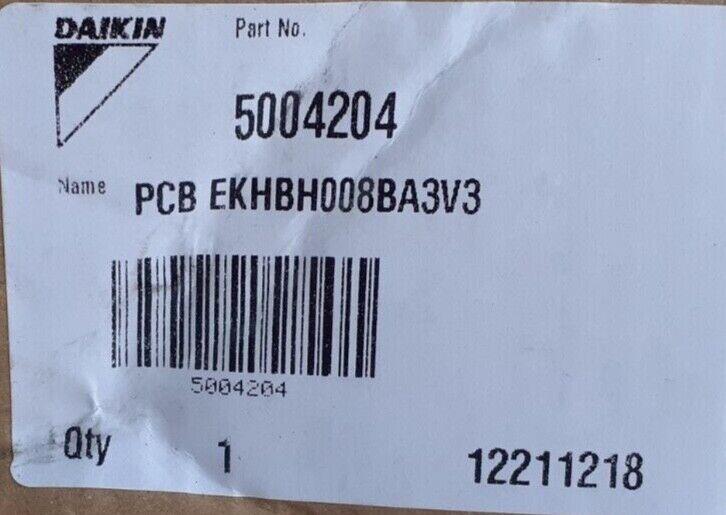 DAIKIN Part No.
5004204
Name PCB EKHBH008BA3V3
5004204
Qty 1 12211218